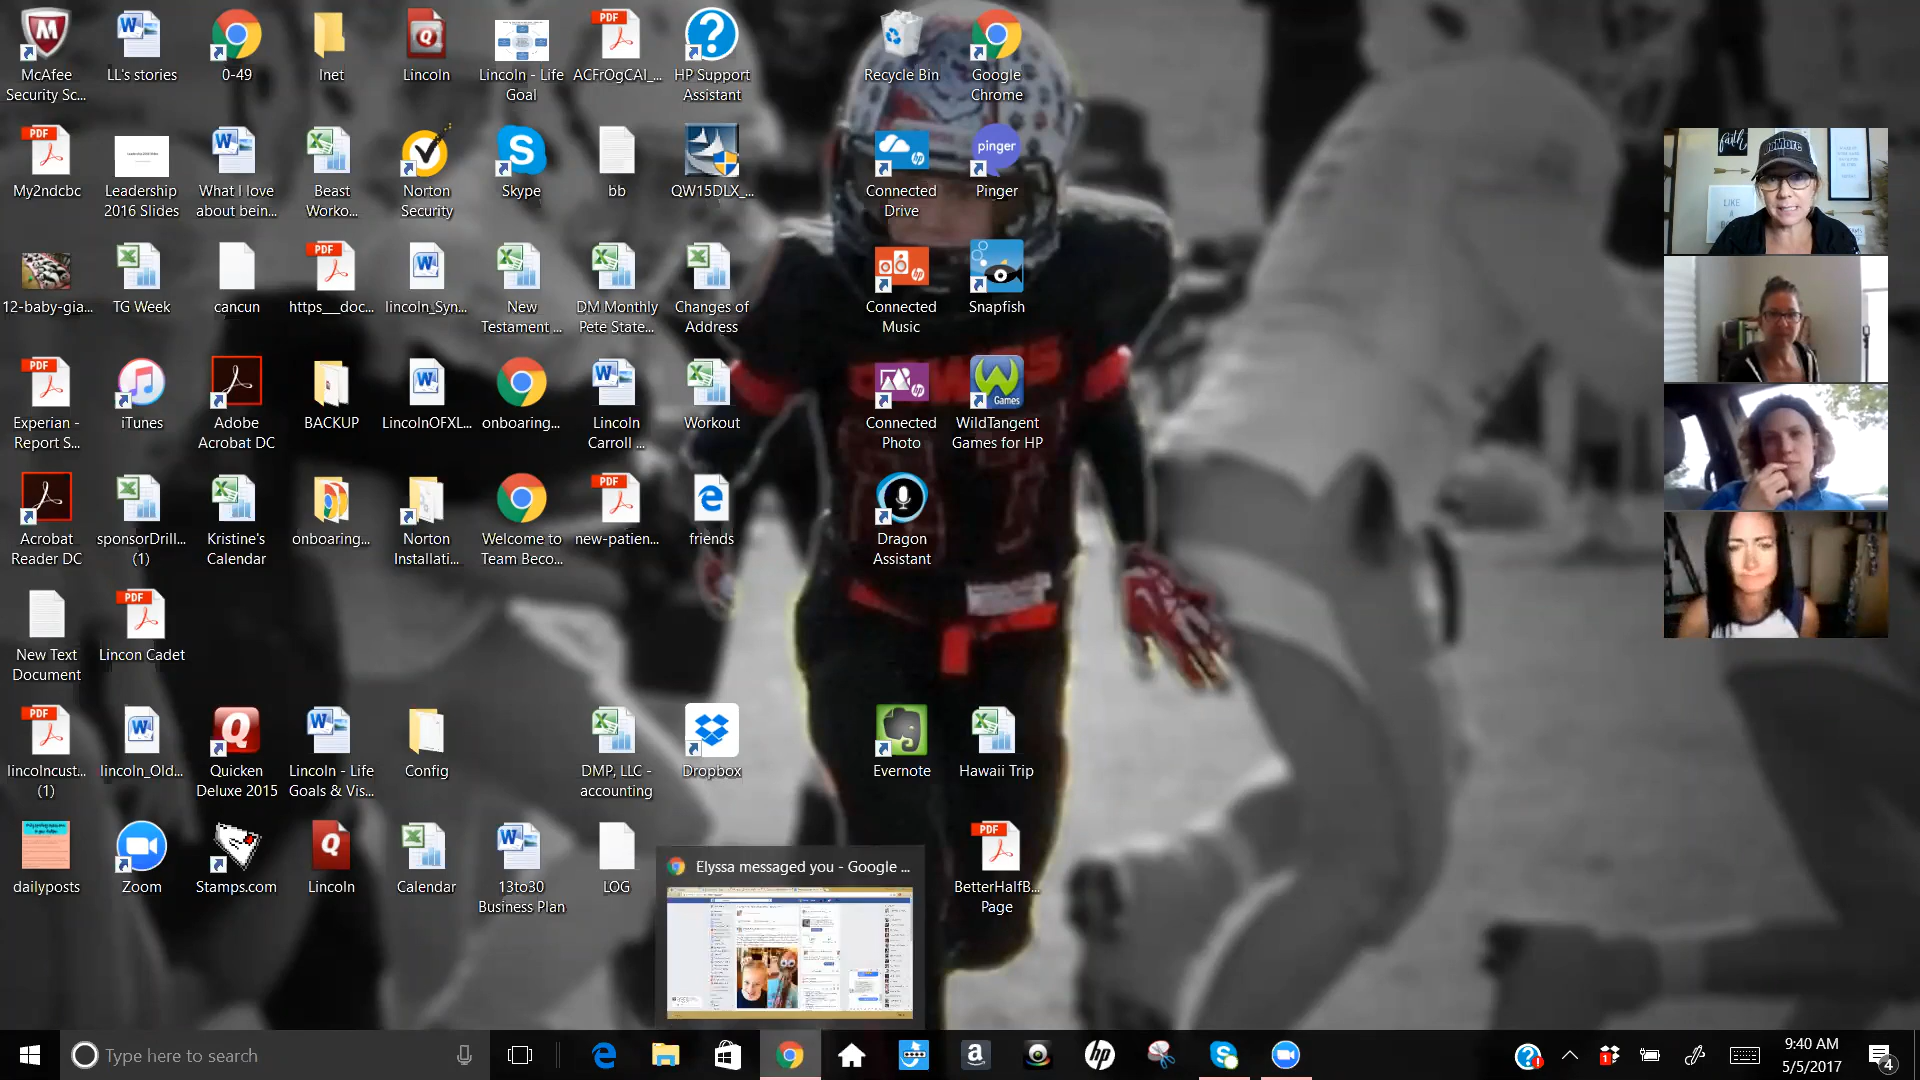 McAfee
Security Sc...
LL's stories
0-49
Inet
Lincoln
Lincoln - Life
Goal
ACFrOgCAI_...
HP Support
Assistant
Recycle Bin
Google
Chrome
My2ndcbc
Leadership
2016 Slides
What I love
about bein...
Beast
Worko...
Norton
Security
Skype
bb
QW15DLX_...
Connected
Drive
pinger
Pinger
12-baby-gia...
TG Week
cancun
https__doc...
lincoln_Syn...
New
Testament ...
DM Monthly
Pete State...
Changes of
Address
Connected
Music
Snapfish
Experian -
Report S...
iTunes
Adobe
Acrobat DC
BACKUP
LincolnOFXL...
onboaring...
Lincoln
Carroll ...
Workout
Connected
Photo
Games
WildTangent
Games for HP
Acrobat
Reader DC
sponsorDrill...
(1)
Kristine's
Calendar
onboaring...
Norton
Installati...
Welcome to
Team Beco...
new-patien...
friends
Dragon
Assistant
New Text
Document
Lincon Cadet
lincolncust...
(1)
lincoln_Old...
Quicken
Deluxe 2015
Lincoln - Life
Goals & Vis...
Config
DMP, LLC -
accounting
Dropbox
Evernote
Hawaii Trip
dailyposts
Zoom
Stamps.com
Lincoln
Calendar
13to30
Business Plan
LOG
Elyssa messaged you - Google ...
BetterHalfB...
Page
faith
LIKE
Type here to search
9:40 AM
5/5/2017
4